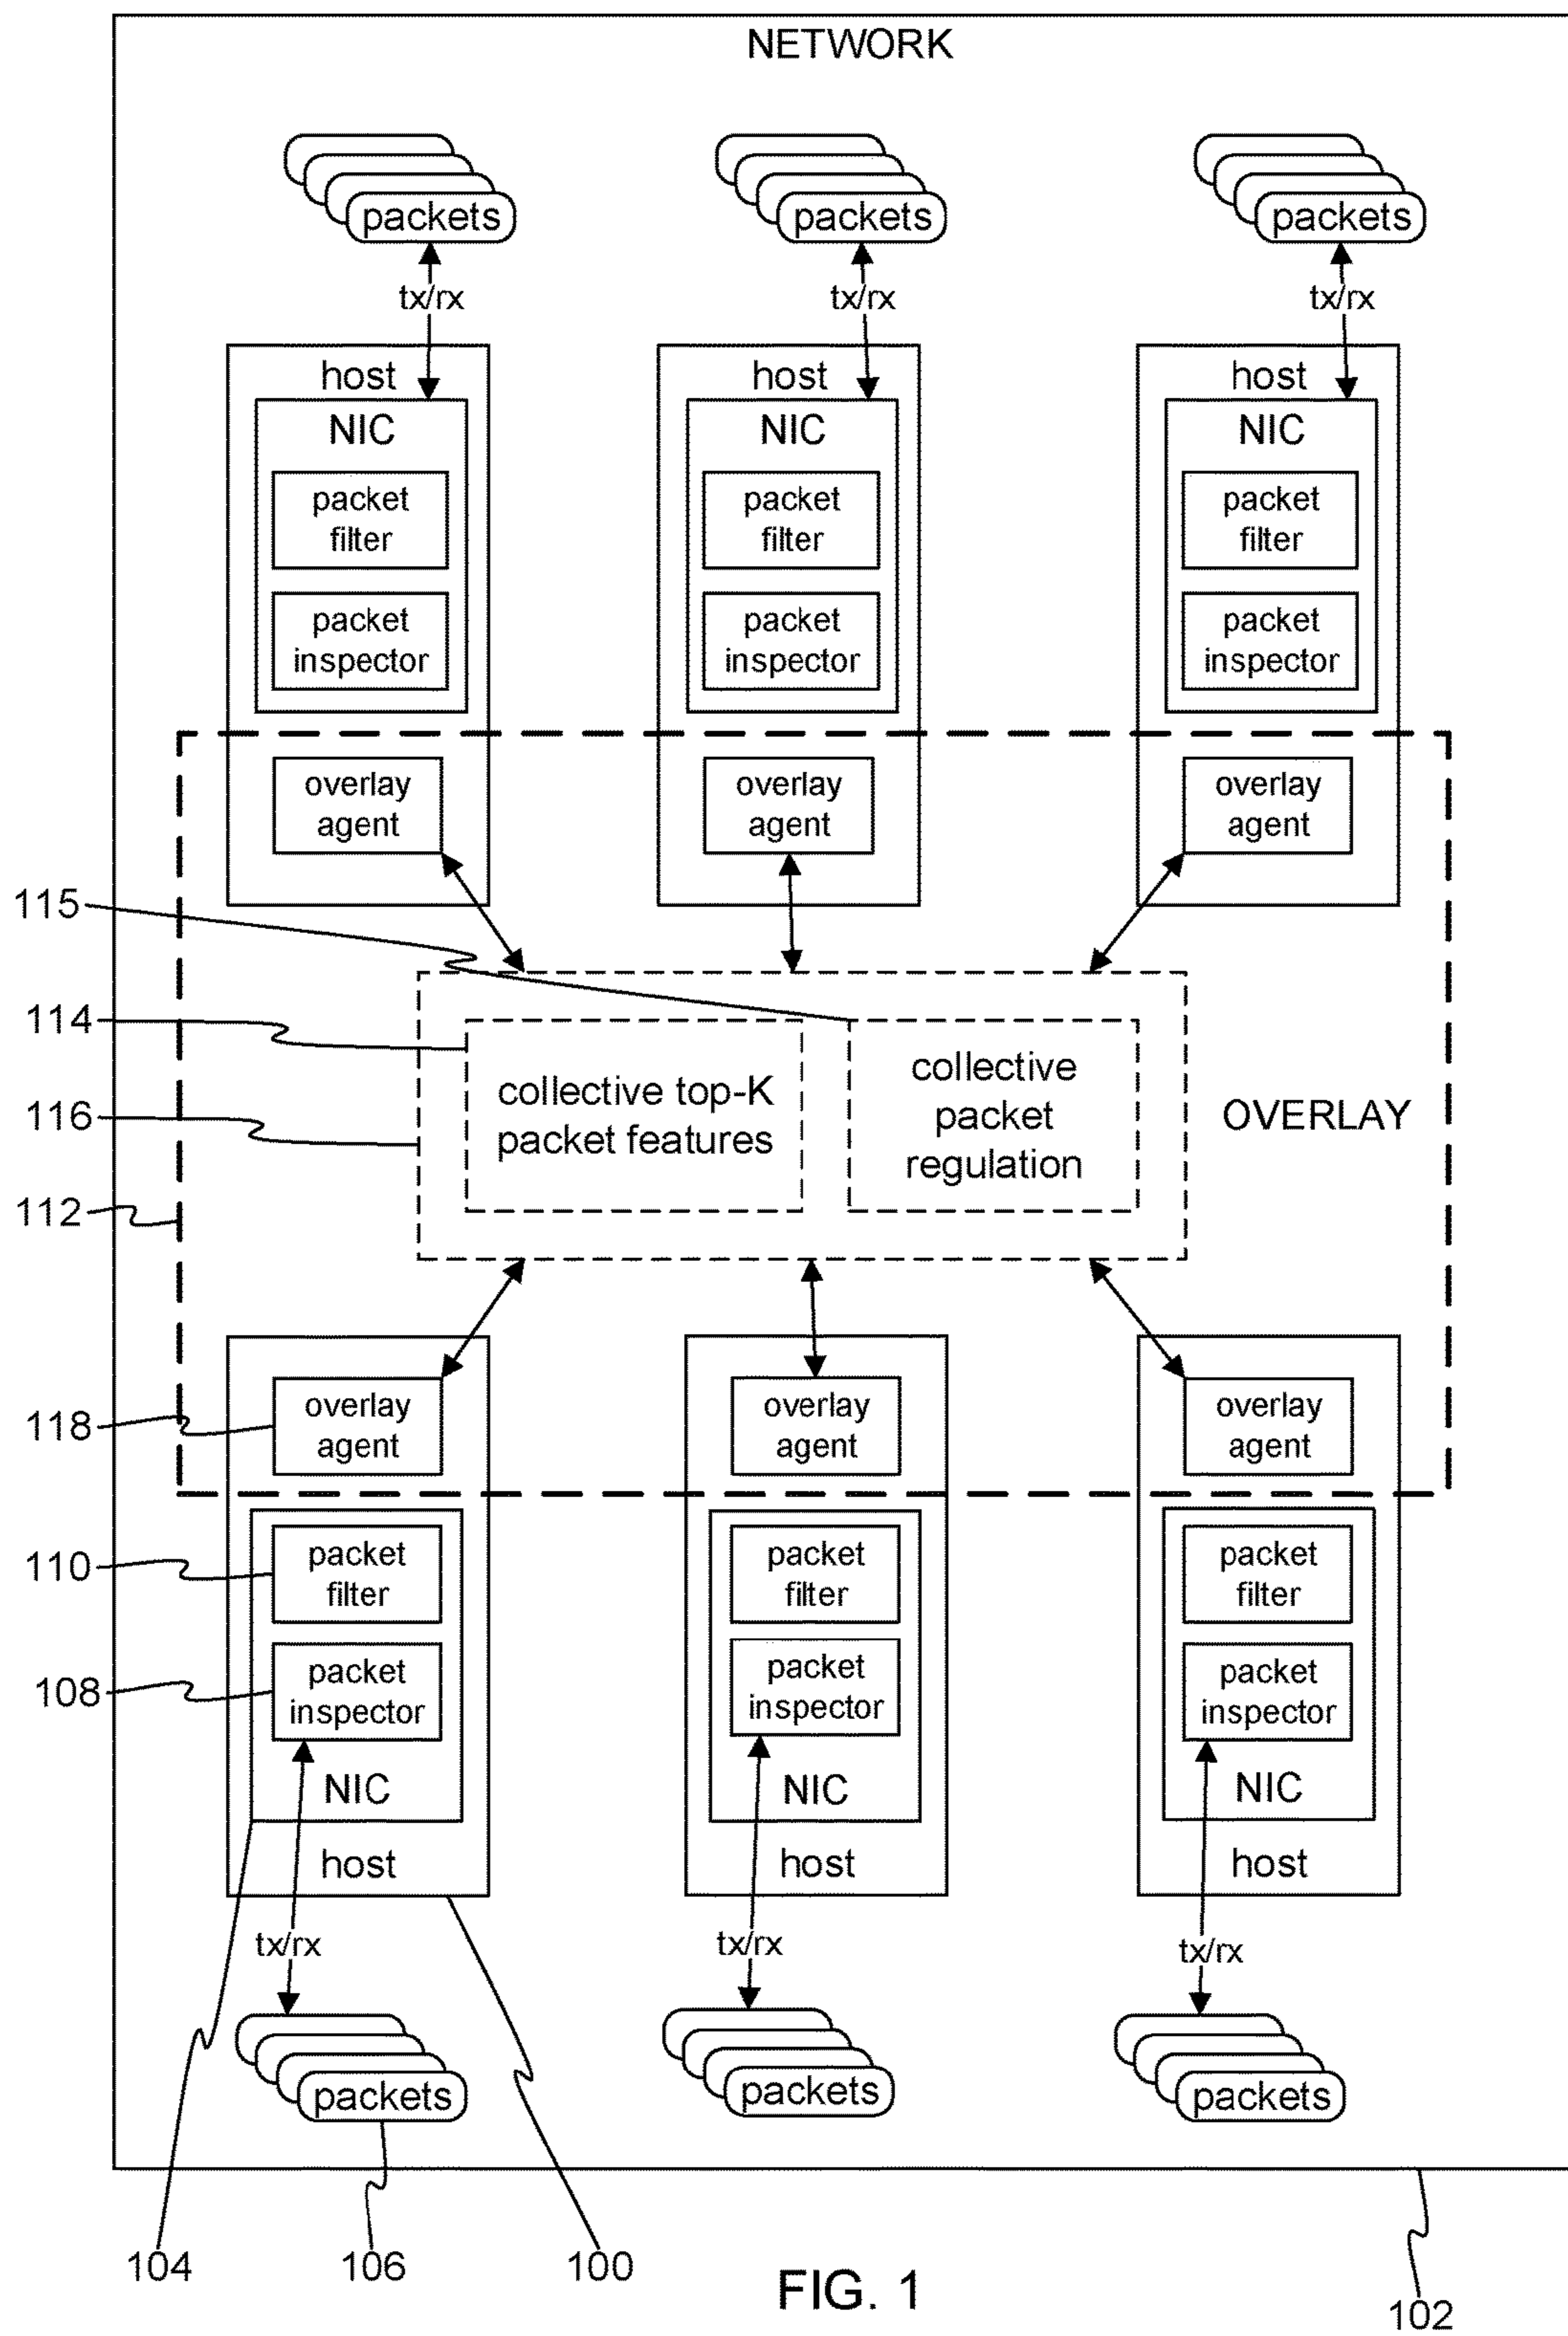 NETWORK
packets
packets
packets
tx/rx
tx/rx
tx/rx
host
host
host
NIC
NIC
NIC
packet
filter
packet
filter
packet
filter
packet
inspector
packet
inspector
packet
inspector
overlay
agent
overlay
agent
overlay
agent
115
114
116
112
collective top-K
packet features
collective
packet
regulation
OVERLAY
118
overlay
agent
overlay
agent
overlay
agent
110
packet
filter
packet
filter
packet
filter
108
packet
inspector
packet
inspector
packet
inspector
NIC
NIC
NIC
host
host
host
tx/rx
tx/rx
tx/rx
packets
packets
packets
104
106
100
FIG. 1
102